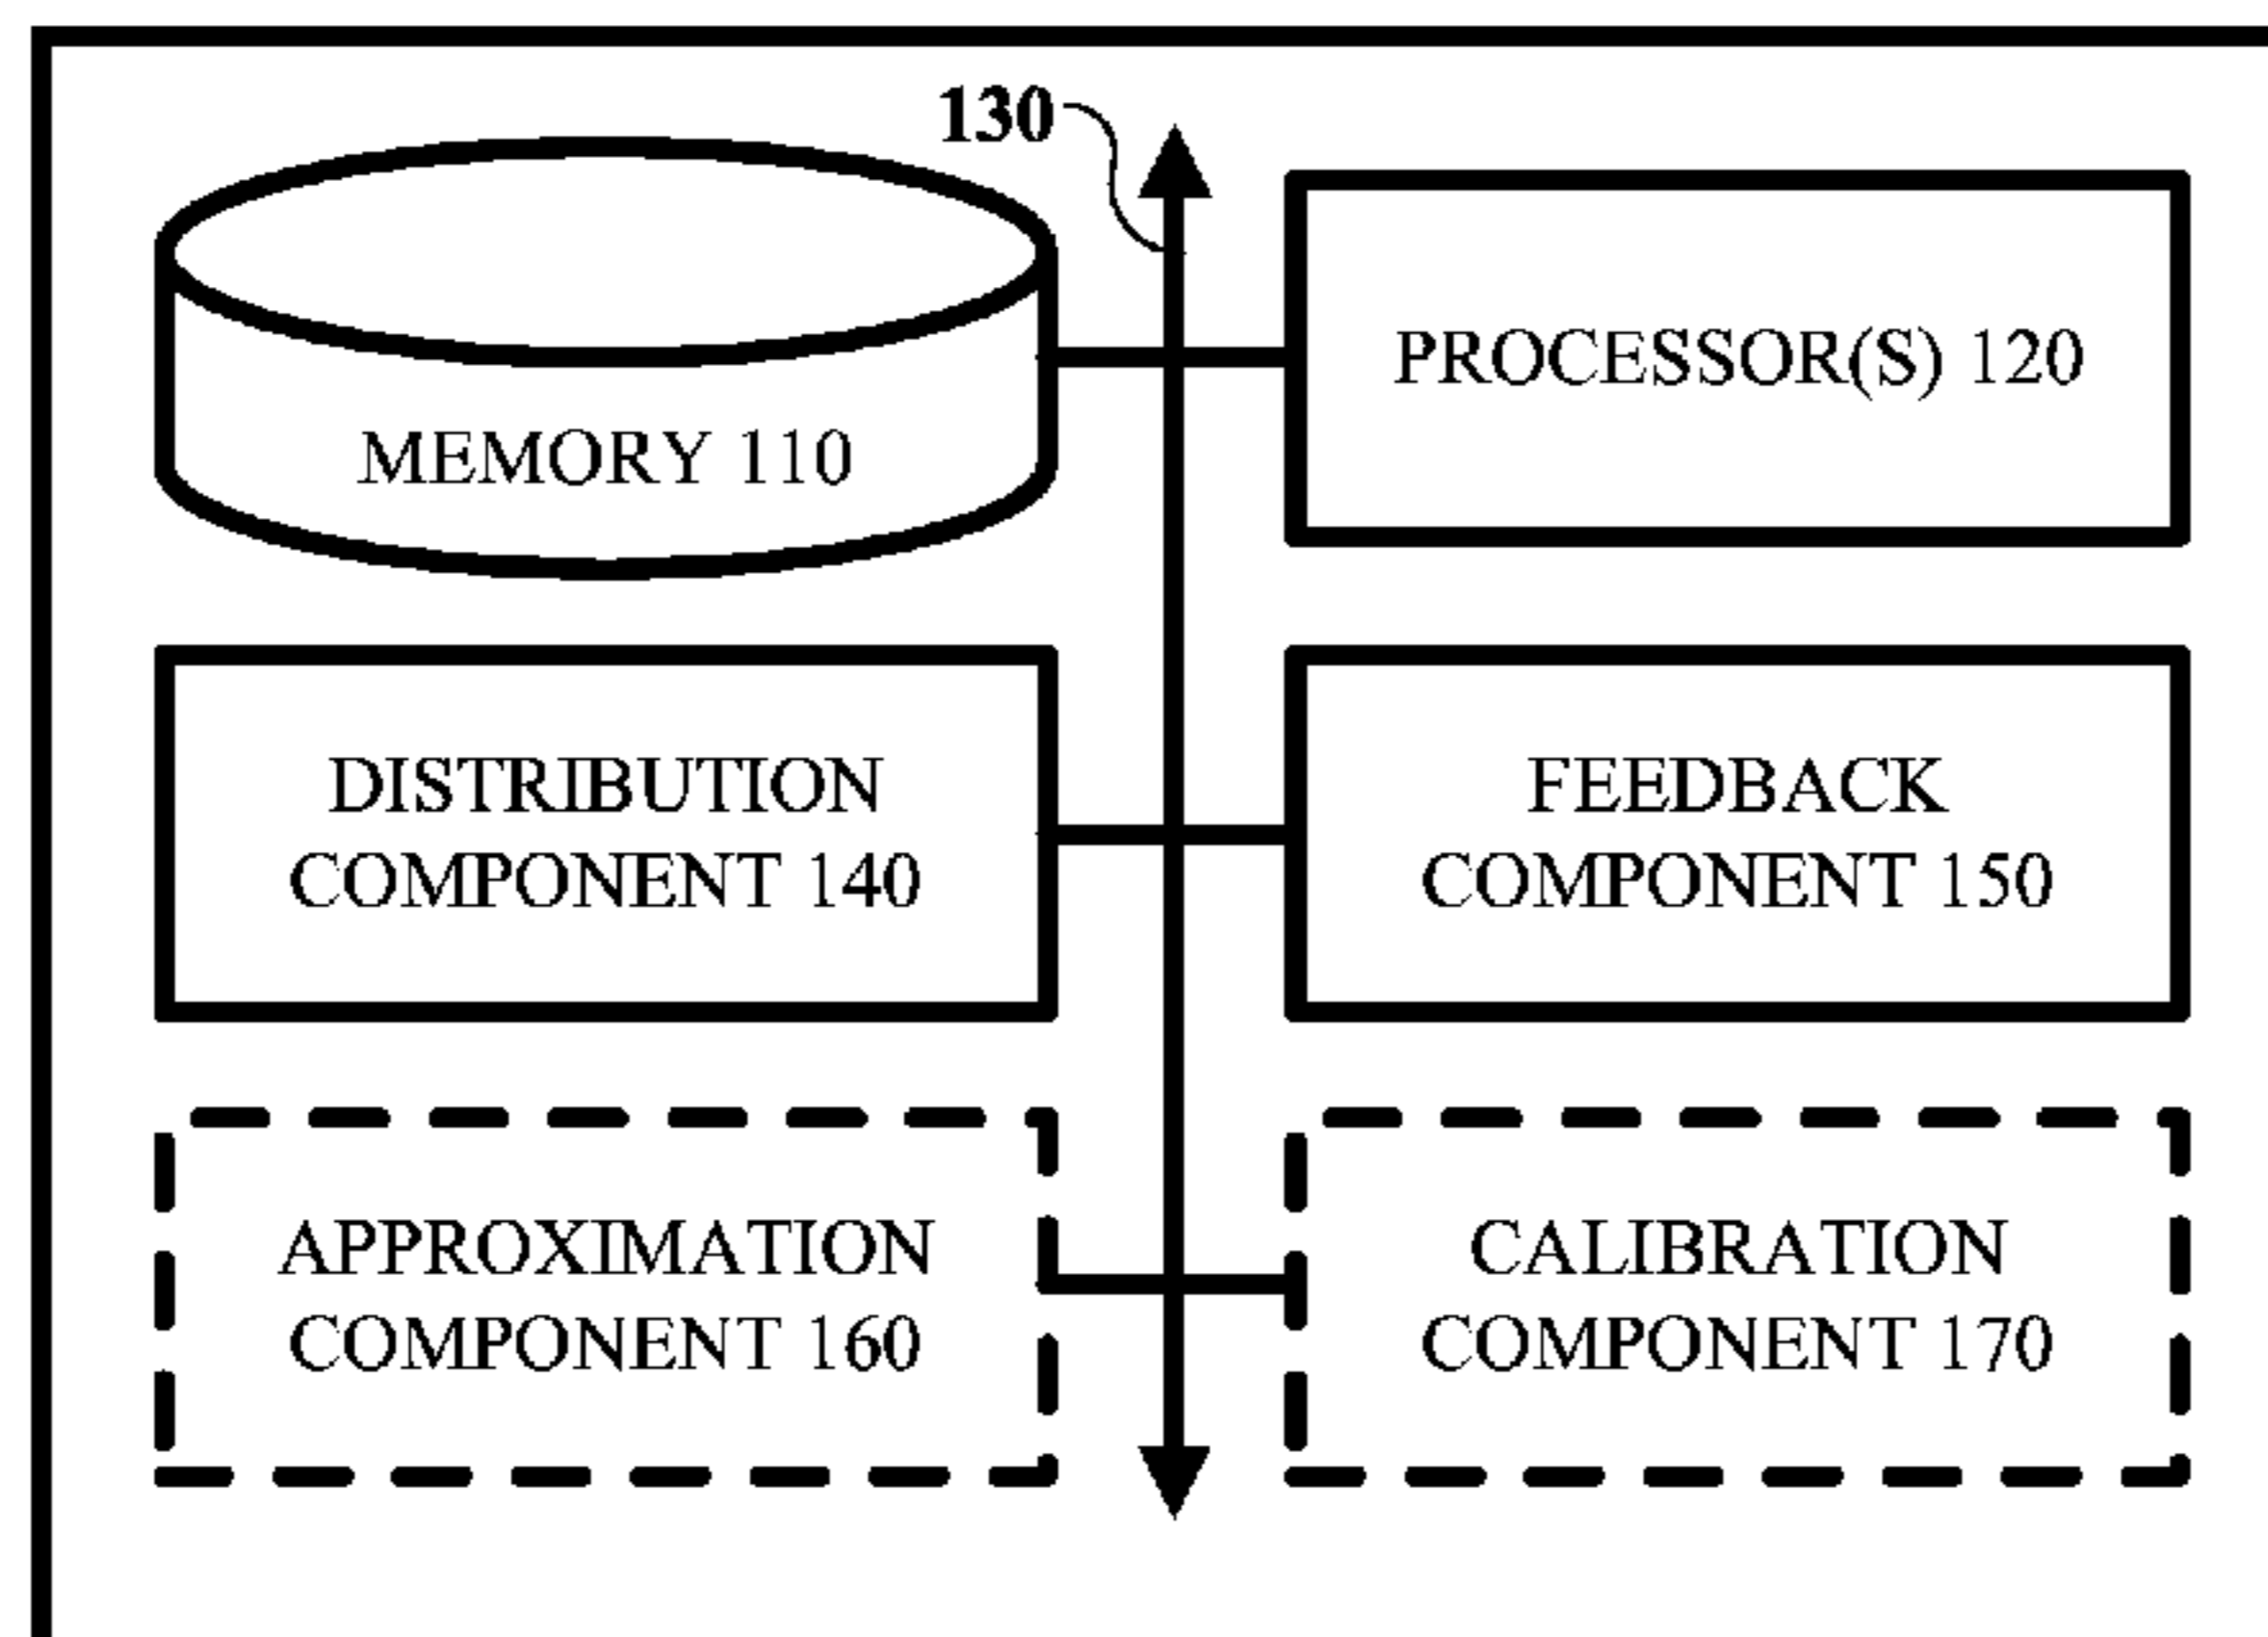 130
MEMORY 110
PROCESSOR(S) 120
DISTRIBUTION
COMPONENT 140
FEEDBACK
COMPONENT 150
APPROXIMATION
COMPONENT 160
CALIBRATION
COMPONENT 170